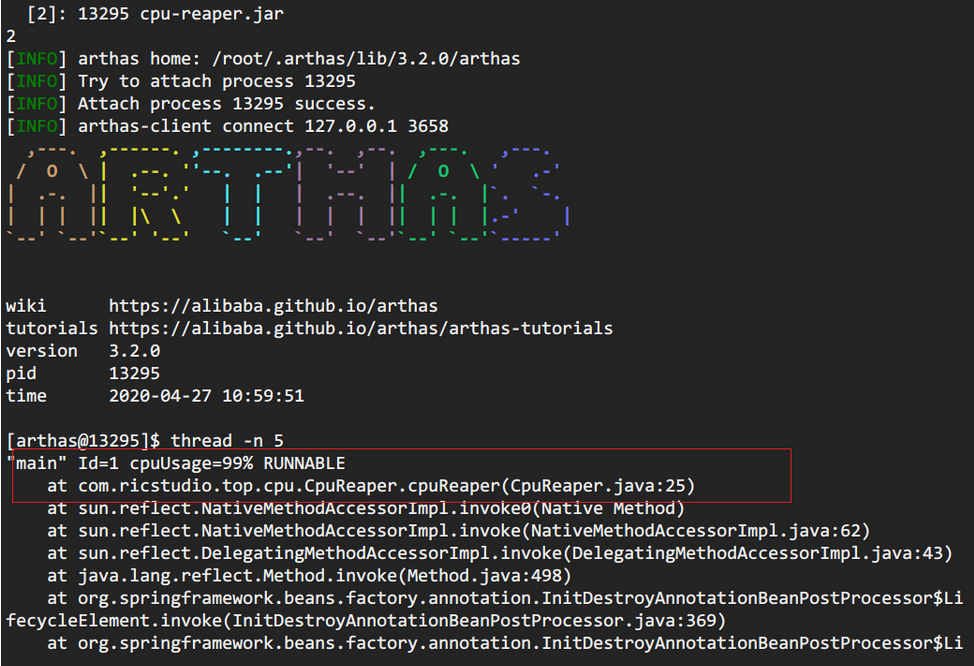 [2]: 13295 cpu-reaper.jar
2
[INFO] arthas home: /root/.arthas/lib/3.2.0/arthas
[INFO] Try to attach process 13295
[INFO] Attach process 13295 success.
[INFO] arthas-client connect 127.0.0.1 3658
ARTHAS
wiki      https://alibaba.github.io/arthas
tutorials https://alibaba.github.io/arthas/arthas-tutorials
version   3.2.0
pid       13295
time      2020-04-27 10:59:51
[arthas@13295]$ thread -n 5
"main" Id=1 cpuUsage=99% RUNNABLE
    at com.ricstudio.top.cpu.CpuReaper.cpuReaper(CpuReaper.java:25)
    at sun.reflect.NativeMethodAccessorImpl.invoke0(Native Method)
    at sun.reflect.NativeMethodAccessorImpl.invoke(NativeMethodAccessorImpl.java:62)
    at sun.reflect.DelegatingMethodAccessorImpl.invoke(DelegatingMethodAccessorImpl.java:43)
    at java.lang.reflect.Method.invoke(Method.java:498)
    at org.springframework.beans.factory.annotation.InitDestroyAnnotationBeanPostProcessor$Li
fecycleElement.invoke(InitDestroyAnnotationBeanPostProcessor.java:369)
    at org.springframework.beans.factory.annotation.InitDestroyAnnotationBeanPostProcessor$Li